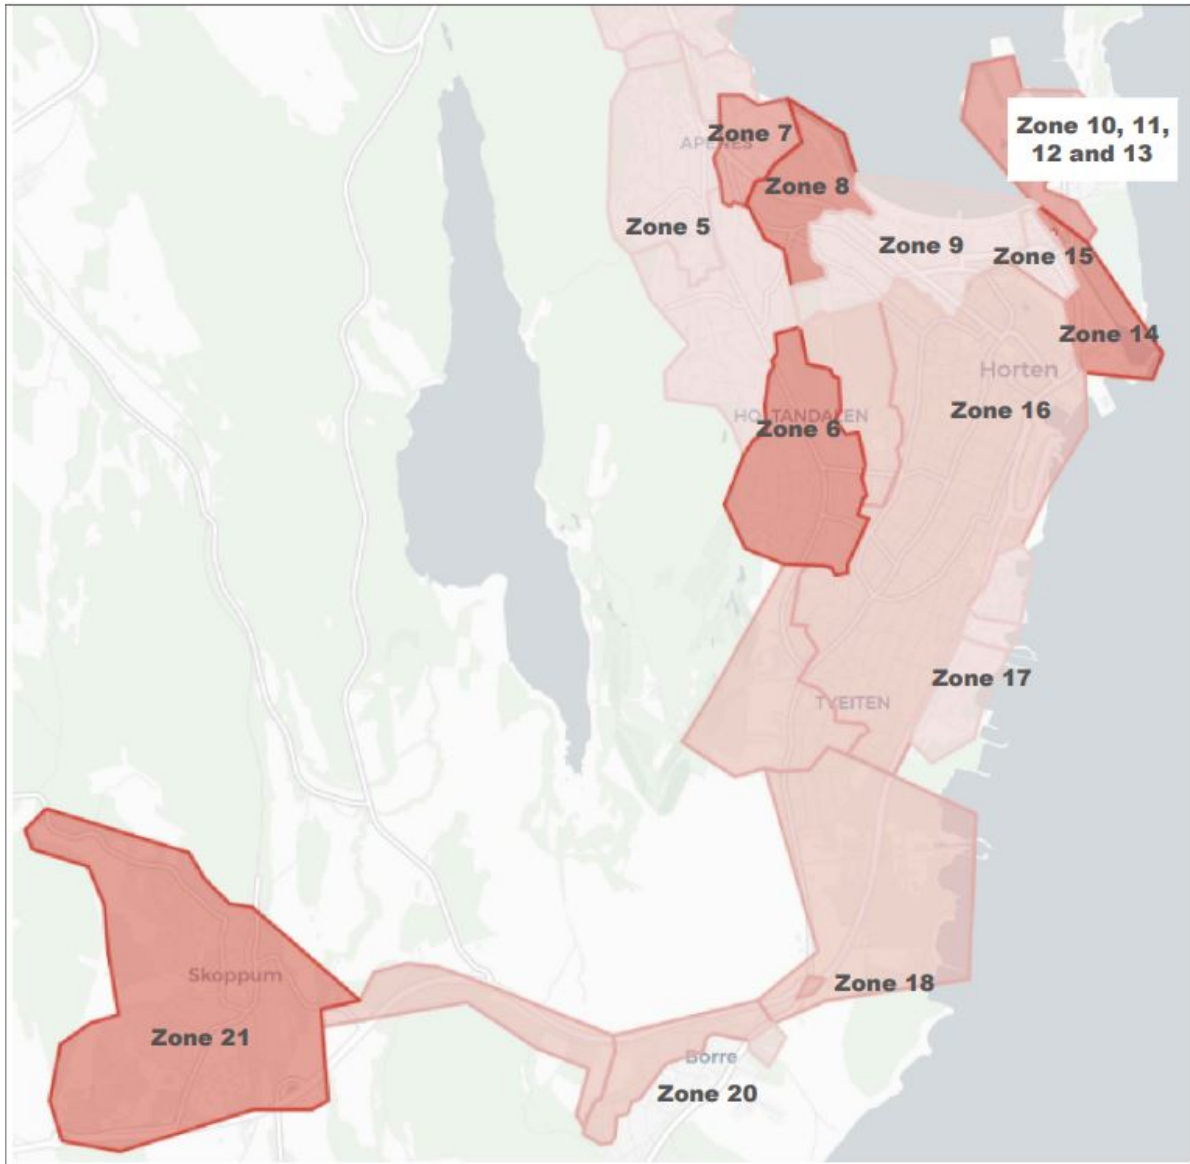 Zone 7
APENES
Zone 8
Zone 10, 11,
12 and 13
Zone 5
Zone 9
Zone 15
Zone 14
Horten
Zone 16
HOLTANDALEN
Zone 6
Zone 17
TVEITEN
Skoppum
Zone 18
Zone 21
Borre
Zone 20